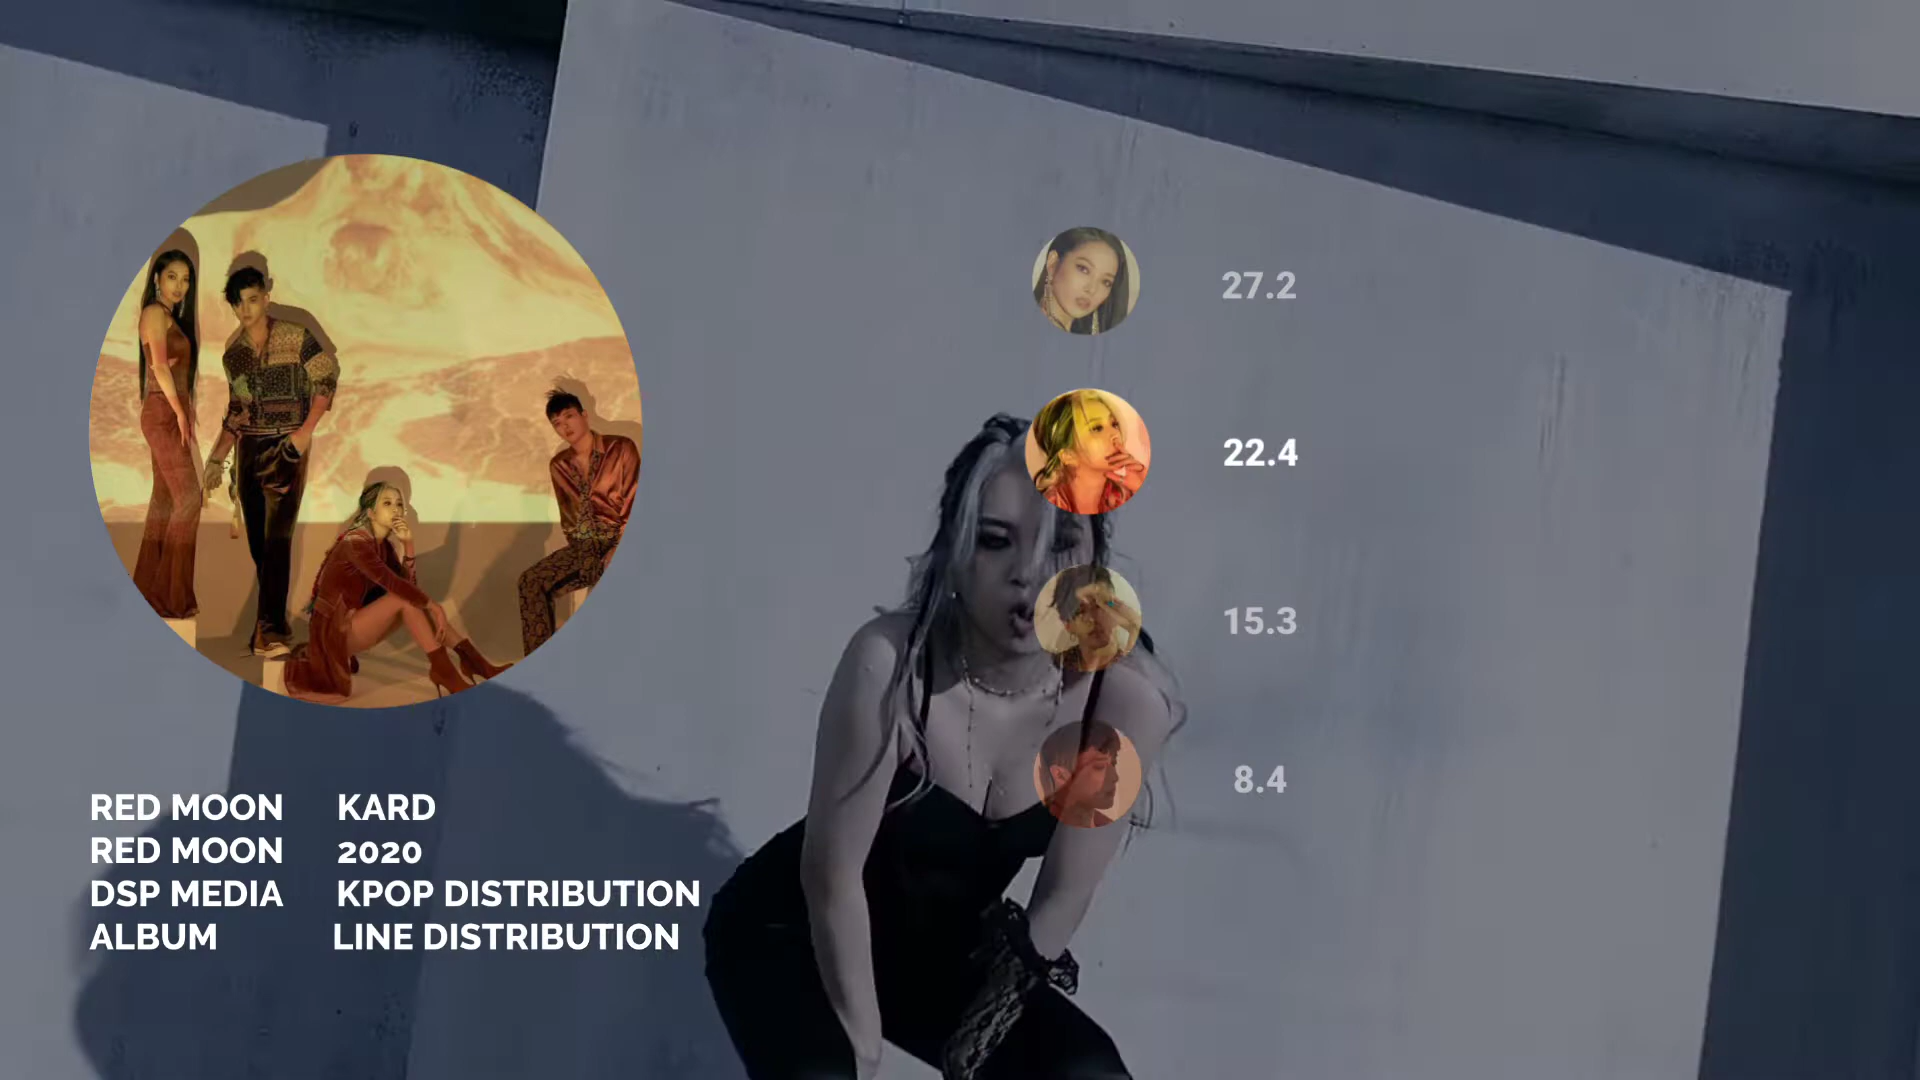 RED MOON KARD
RED MOON 2020
DSP MEDIA KPOP DISTRIBUTION
ALBUM LINE DISTRIBUTION
27.2
22.4
15.3
8.4